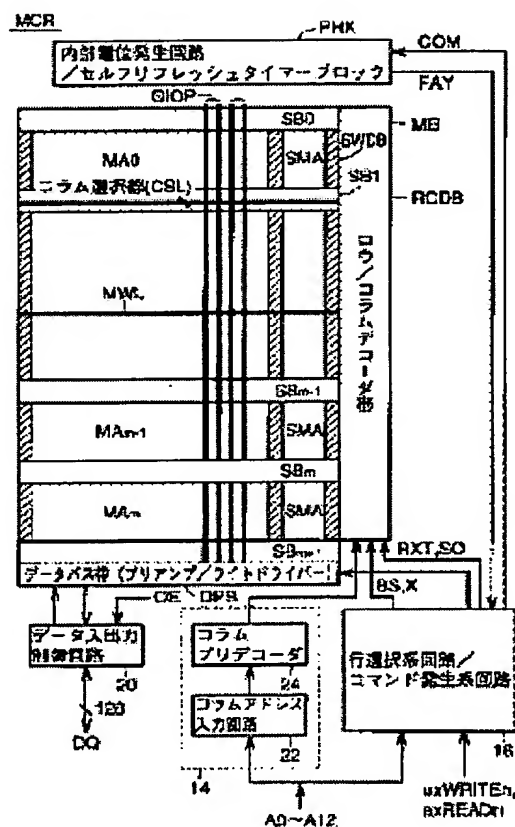 MCR
PHK
COM
内部電位発生回路
/セルフリフレッシュタイマーブロック
FAY
GIOP
SB0
MB
MA0
SMA
SWDB
コラム選択線(CSL)
SB1
RCDB
ロウ/コラムデコーダ帯
MWL
SBm-1
MAm-1
SMA
SBm
MAm
SMA
SBm+1
RXT,SO
データバス枠(プリアンプ/ライトドライバー)
OE
DPB
BS,X
データ入出力
制御回路
20
128
DQ
コラム
プリデコーダ
24
コラムアドレス
入力回路
22
14
行選択系回路/
コマンド発生系回路
16
A0〜A12